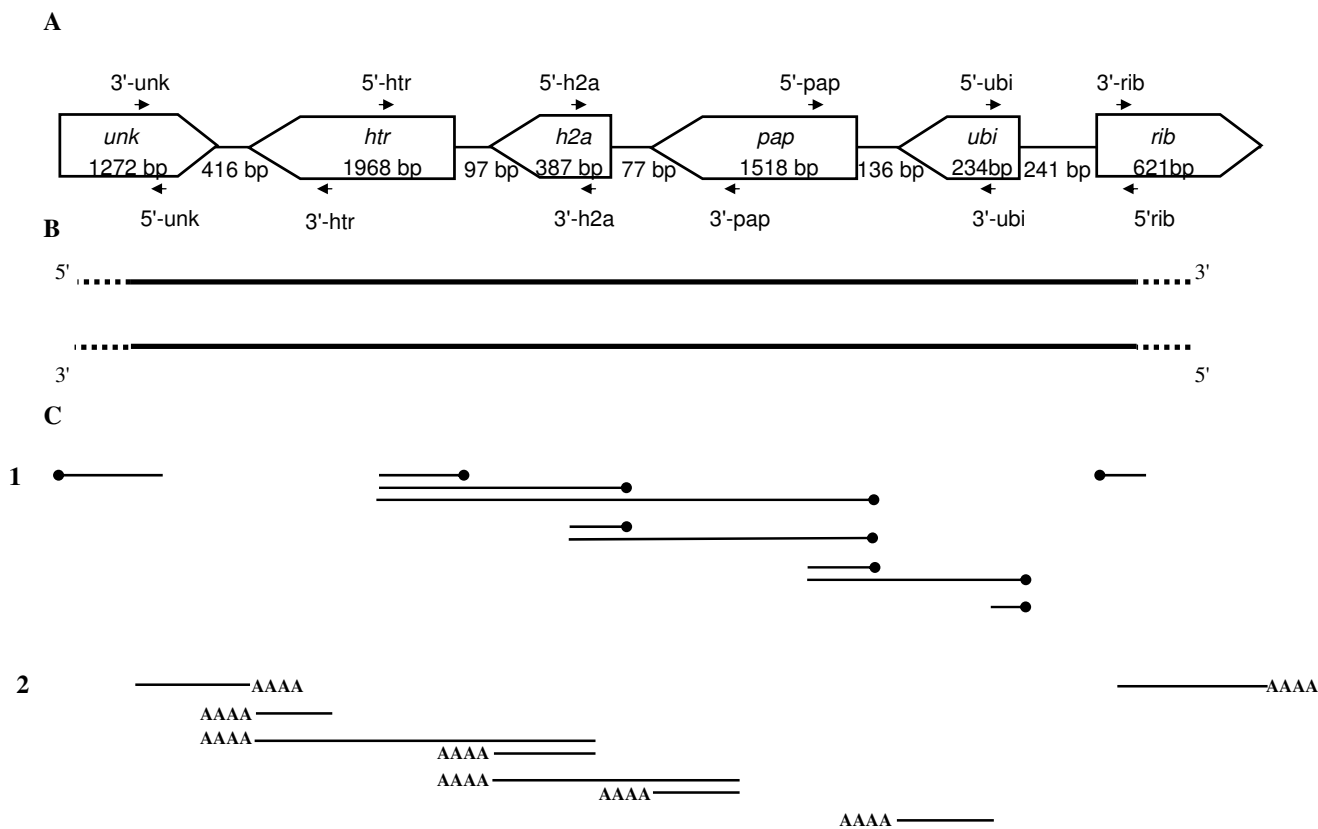 A
3'-unk 5'-htr 5'-h2a 5'-pap 5'-ubi 3'-rib
unk htr h2a pap ubi rib
1272 bp 416 bp 1968 bp 97 bp 387 bp 77 bp 1518 bp 136 bp 234bp 241 bp 621bp
5'-unk 3'-htr 3'-h2a 3'-pap 3'-ubi 5'rib
B
5' 3'
3' 5'
C
1
2
AAAA AAAA
AAAA
AAAA
AAAA
AAAA
AAAA
AAAA